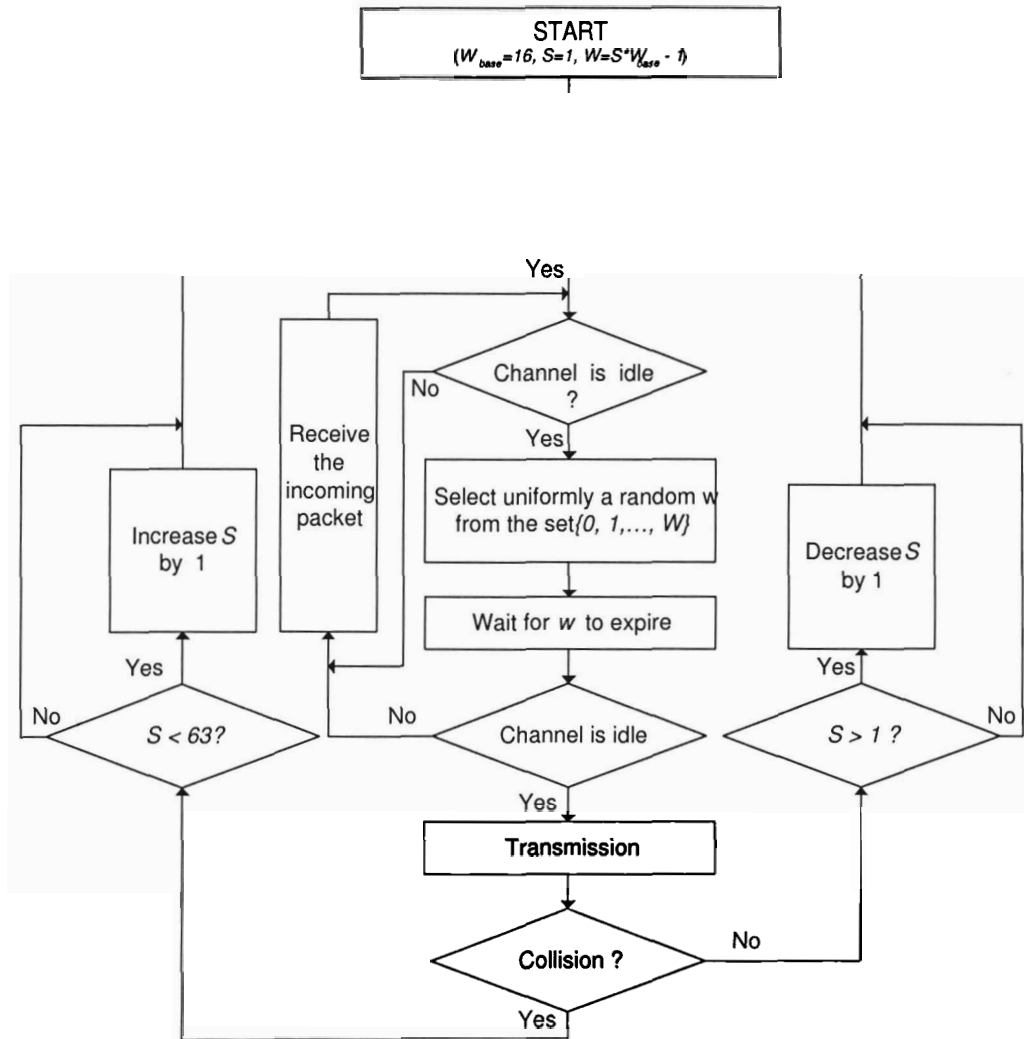 START
(W base=16, S=1, W=S*Wbase - 1)
Yes
Channel is idle
?
No
Yes
Receive
the
incoming
packet
Select uniformly a random w
from the set{0, 1,..., W}
Increase S
by 1
Decrease S
by 1
Wait for w to expire
Yes
Yes
No
S < 63?
No
Channel is idle
S > 1 ?
No
Yes
Transmission
Collision ?
No
Yes